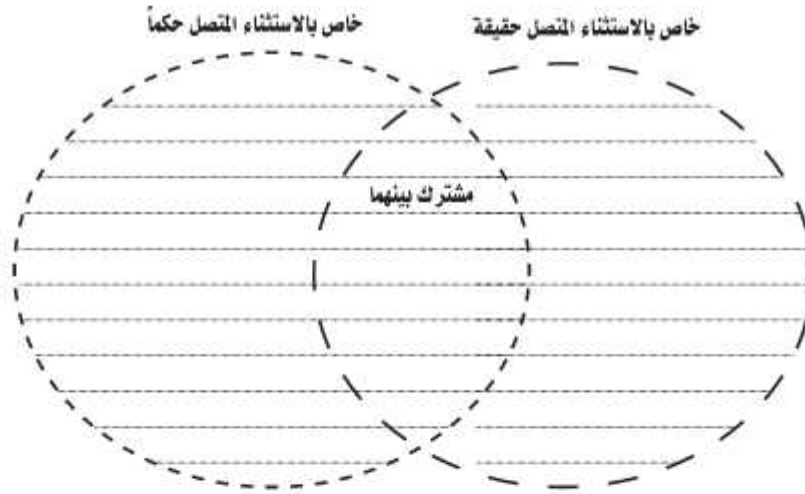 خاص بالاستثناء المتصل حقيقة
خاص بالاستثناء المتصل حكماً
مشترك بينهما